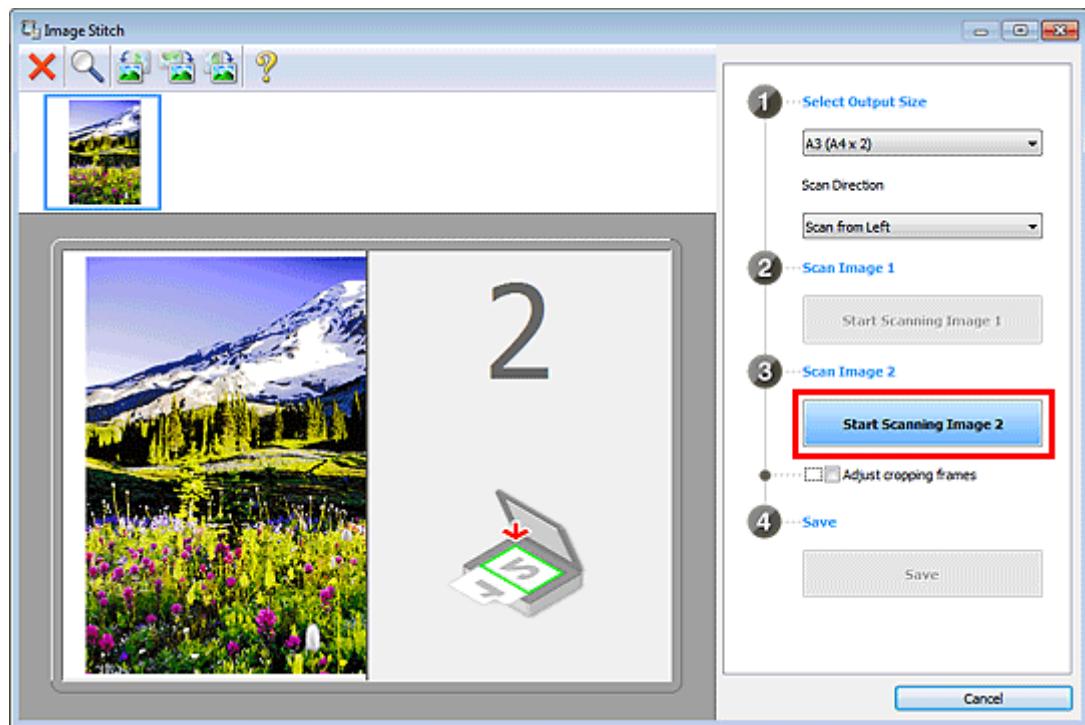 Image Stitch
1 Select Output Size
A3 (A4 x 2)
Scan Direction
Scan from Left
2 Scan Image 1
Start Scanning Image 1
3 Scan Image 2
Start Scanning Image 2
Adjust cropping frames
4 Save
Save
2
Cancel